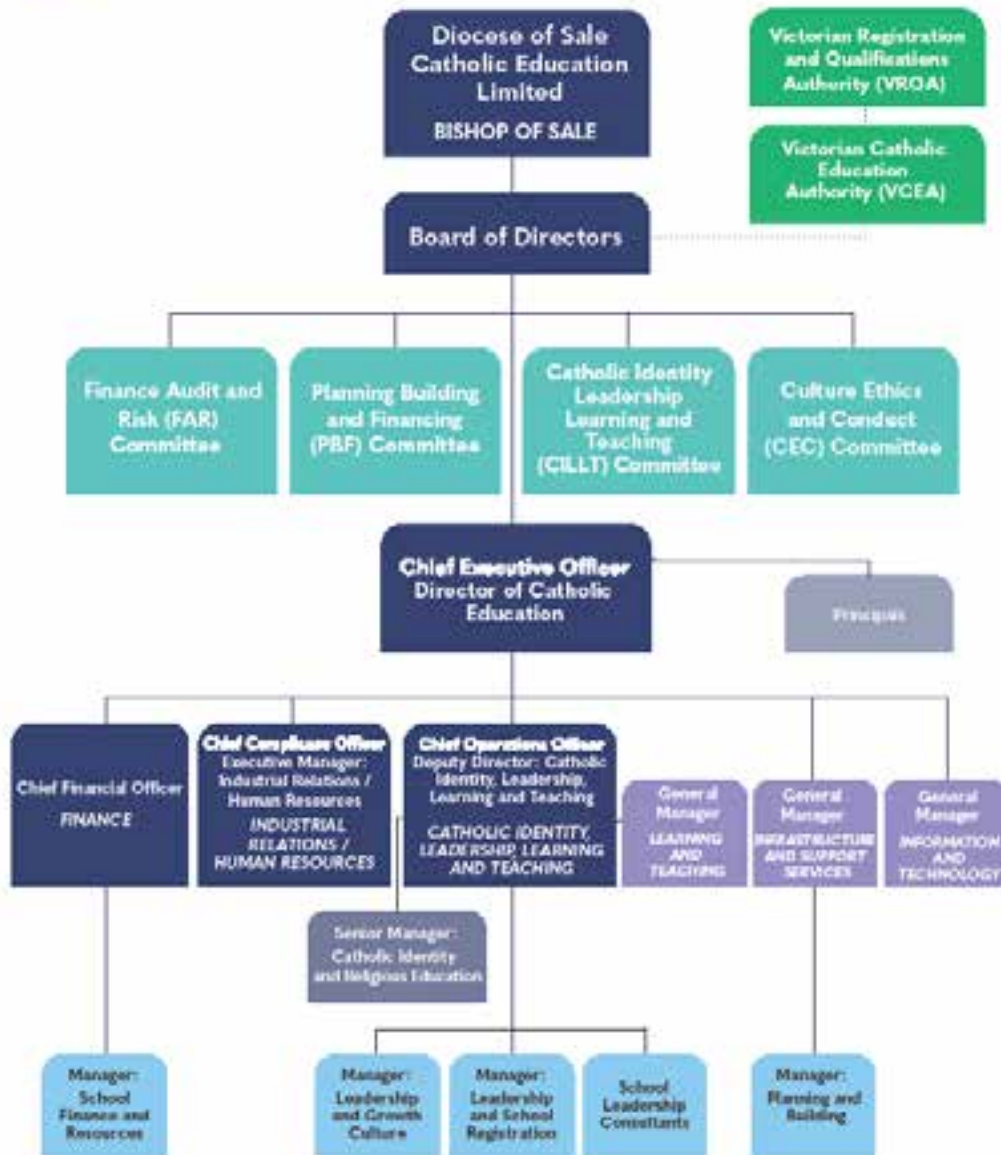 Diocese of Sale
Catholic Education
Limited
BISHOP OF SALE
Victorian Registration
and Qualifications
Authority (VRQA)
Victorian Catholic
Education
Authority (VCEA)
Board of Directors
Finance Audit and
Risk (FAR)
Committee
Planning Building
and Financing
(PBF) Committee
Catholic Identity
Leadership
Learning and
Teaching
(CILLT) Committee
Culture Ethics
and Conduct
(CEC) Committee
Chief Executive Officer
Director of Catholic
Education
Principals
Chief Financial Officer
FINANCE
Chief Compliance Officer
Executive Manager:
Industrial Relations /
Human Resources
INDUSTRIAL
RELATIONS /
HUMAN RESOURCES
Chief Operations Officer
Deputy Director: Catholic
Identity, Leadership,
Learning and Teaching
CATHOLIC IDENTITY,
LEADERSHIP, LEARNING
AND TEACHING
General
Manager
LEARNING
AND
TEACHING
General
Manager
INFRASTRUCTURE
AND SUPPORT
SERVICES
General
Manager
INFORMATION
AND
TECHNOLOGY
Senior Manager:
Catholic Identity
and Religious Education
Manager:
School
Finance and
Resources
Manager:
Leadership
and Growth
Culture
Manager:
Leadership
and School
Registration
School
Leadership
Consultants
Manager:
Planning and
Building